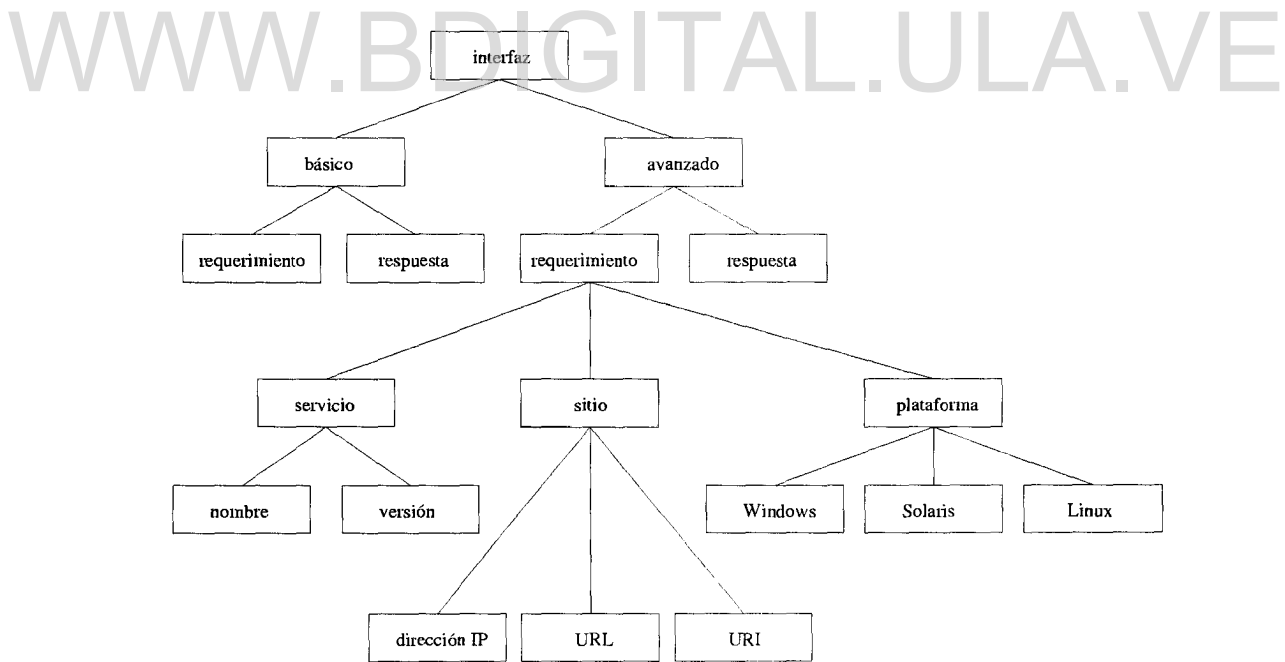 WWW.BDIGITAL.ULA.VE
interfaz
básico
avanzado
requerimiento
respuesta
requerimiento
respuesta
servicio
sitio
plataforma
nombre
versión
Windows
Solaris
Linux
dirección IP
URL
URI